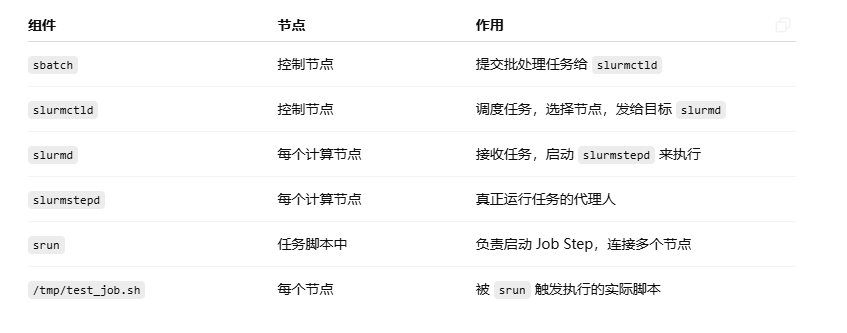 组件 节点 作用
sbatch 控制节点 提交批处理任务给 slurmctld
slurmctld 控制节点 调度任务，选择节点，发给目标 slurmd
slurmd 每个计算节点 接收任务，启动 slurmstepd 来执行
slurmstepd 每个计算节点 真正运行任务的代理人
srun 任务脚本中 负责启动 Job Step，连接多个节点
/tmp/test_job.sh 每个节点 被 srun 触发执行的实际脚本